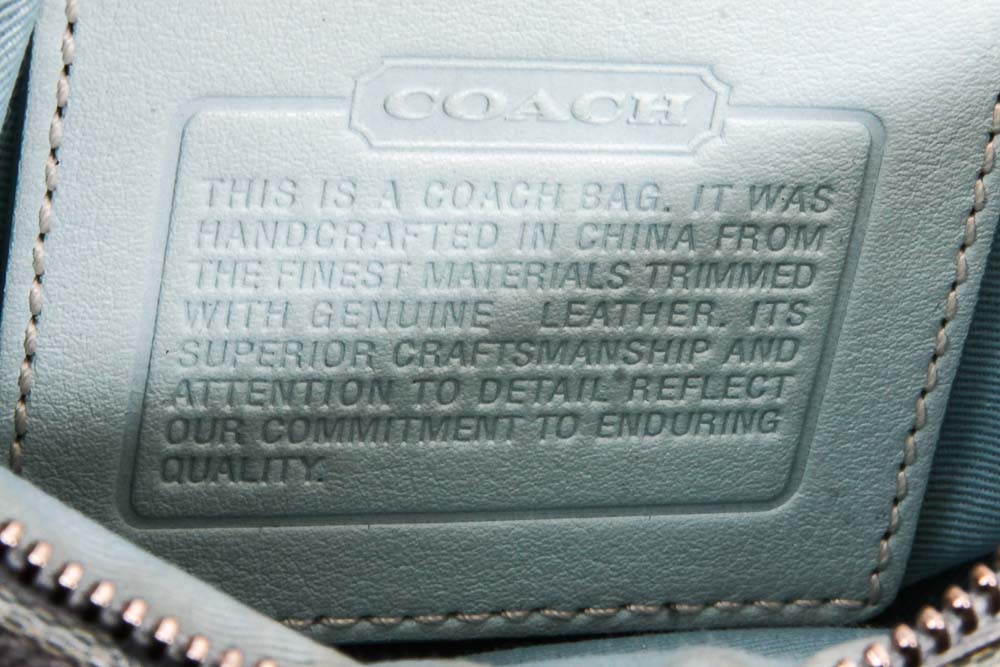 COACH
THIS IS A COACH BAG. IT WAS
HANDCRAFTED IN CHINA FROM
THE FINEST MATERIALS TRIMMED
WITH GENUINE LEATHER. ITS
SUPERIOR CRAFTSMANSHIP AND
ATTENTION TO DETAIL REFLECT
OUR COMMITMENT TO ENDURING
QUALITY.